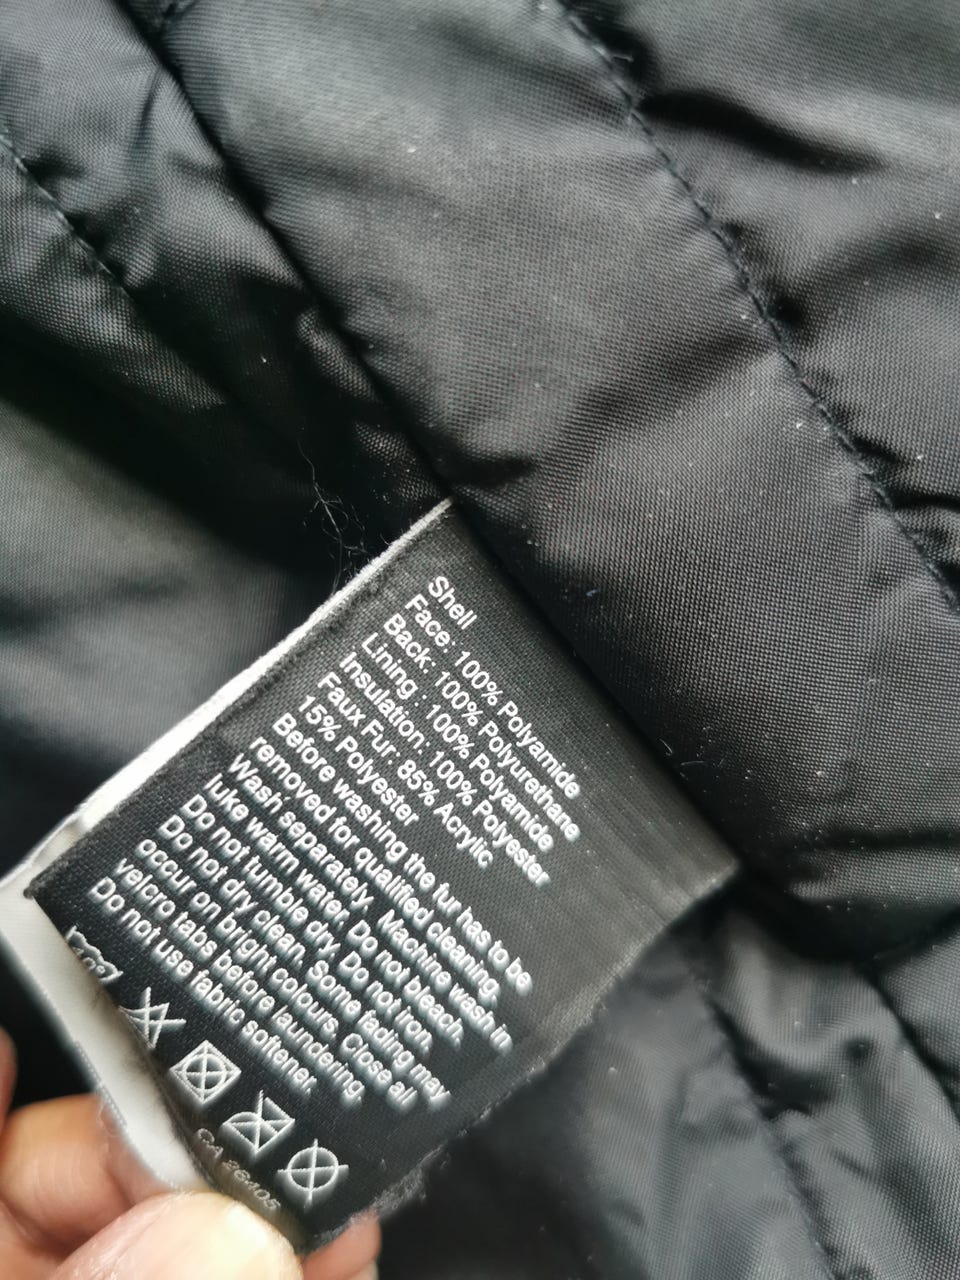 Shell
Face: 100% Polyamide
Back: 100% Polyurethane
Lining : 100% Polyamide
Insulation: 100% Polyester
Faux Fur: 85% Acrylic
15% Polyester
Before washing the fur has to be
removed for qualified cleaning.
Wash separately. Machine wash in
luke warm water. Do not bleach.
Do not tumble dry. Do not iron.
Do not dry clean. Some fading may
occur on bright colours. Close all
velcro tabs before laundering.
Do not use fabric softener.
CA 26405